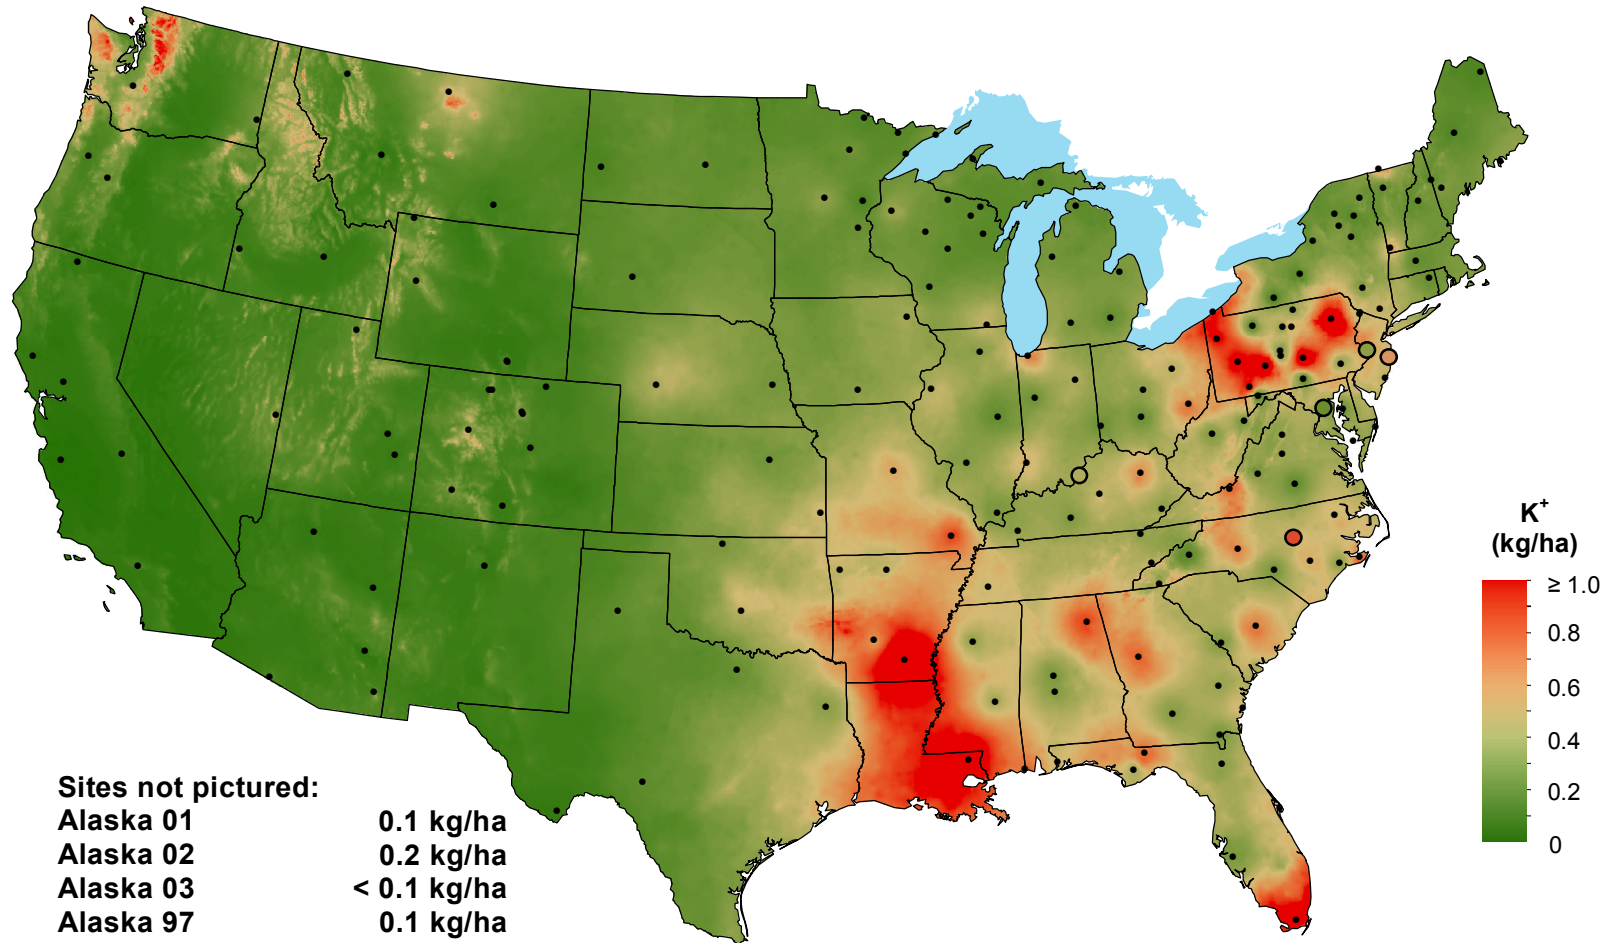 K+
(kg/ha)
≥ 1.0
0.8
0.6
0.4
0.2
0
Sites not pictured:
Alaska 01 0.1 kg/ha
Alaska 02 0.2 kg/ha
Alaska 03 < 0.1 kg/ha
Alaska 97 0.1 kg/ha